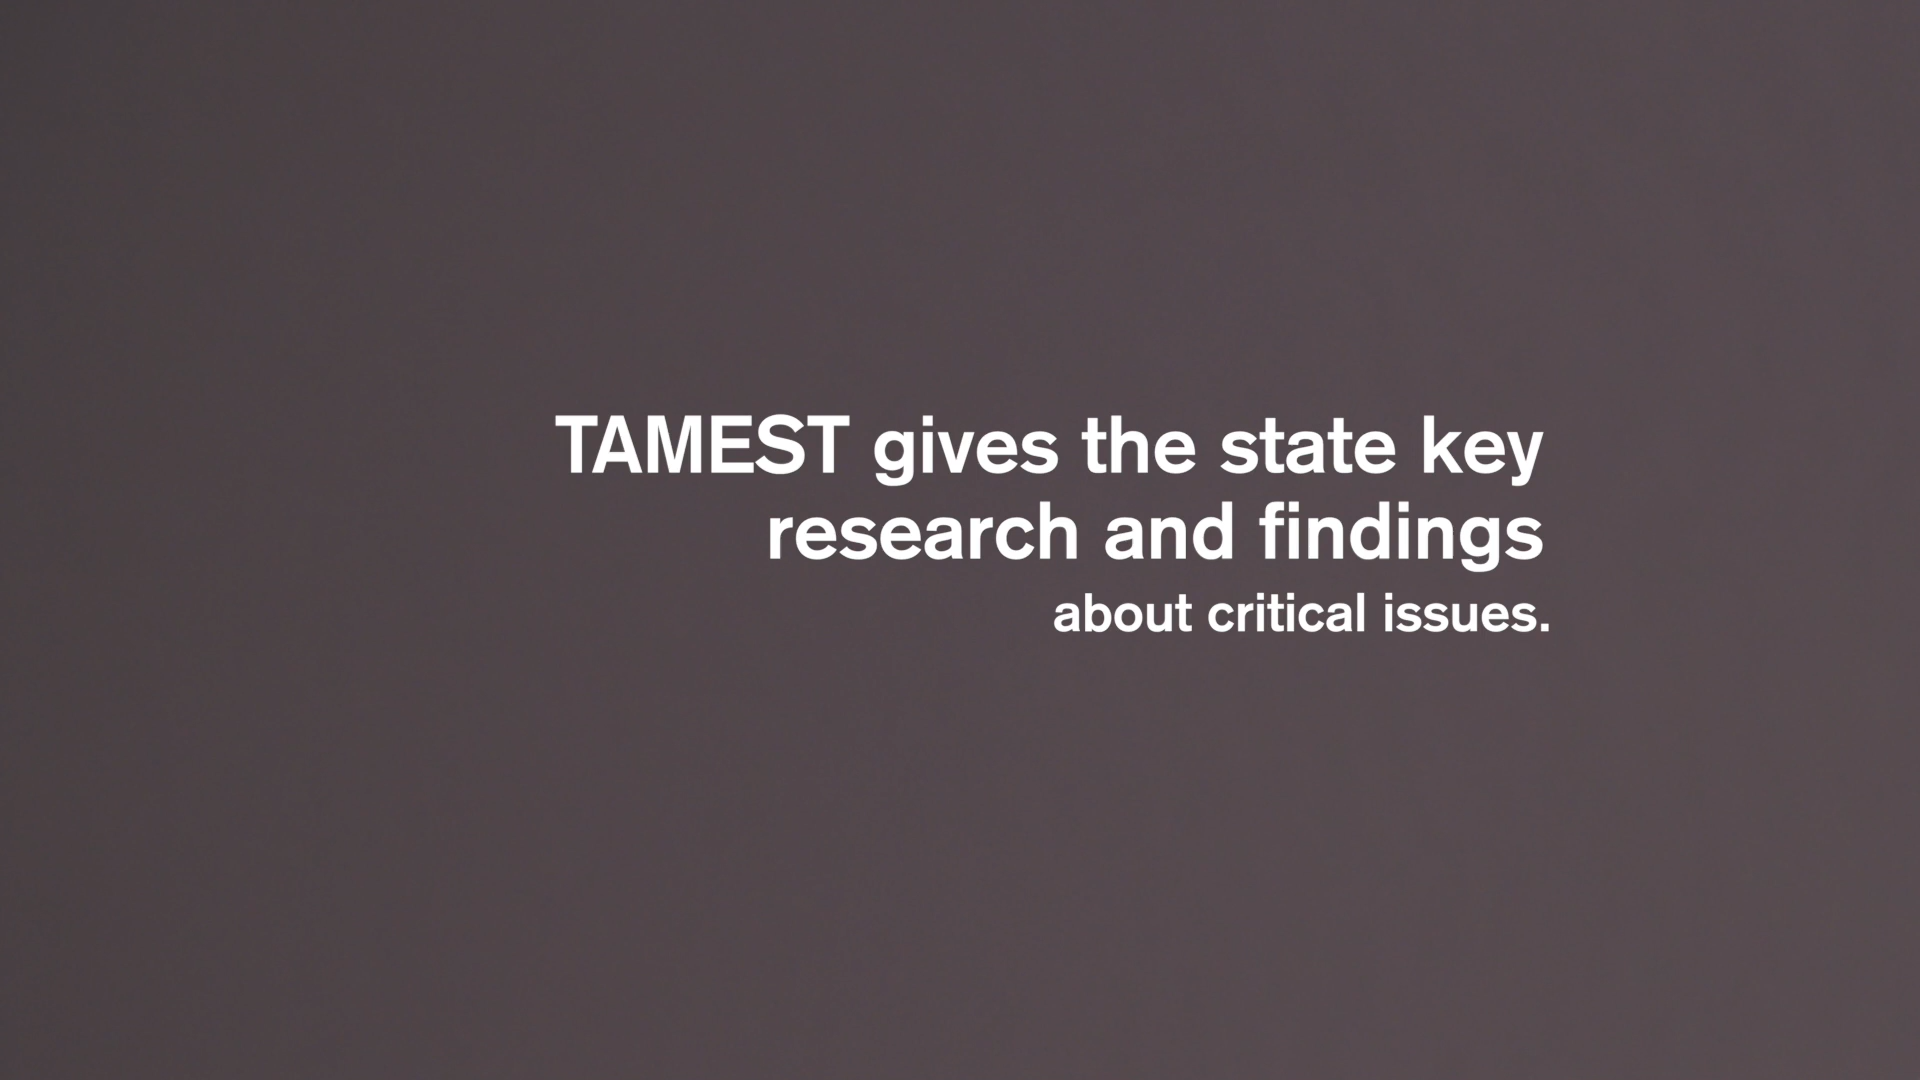 TAMEST gives the state key
research and findings
about critical issues.